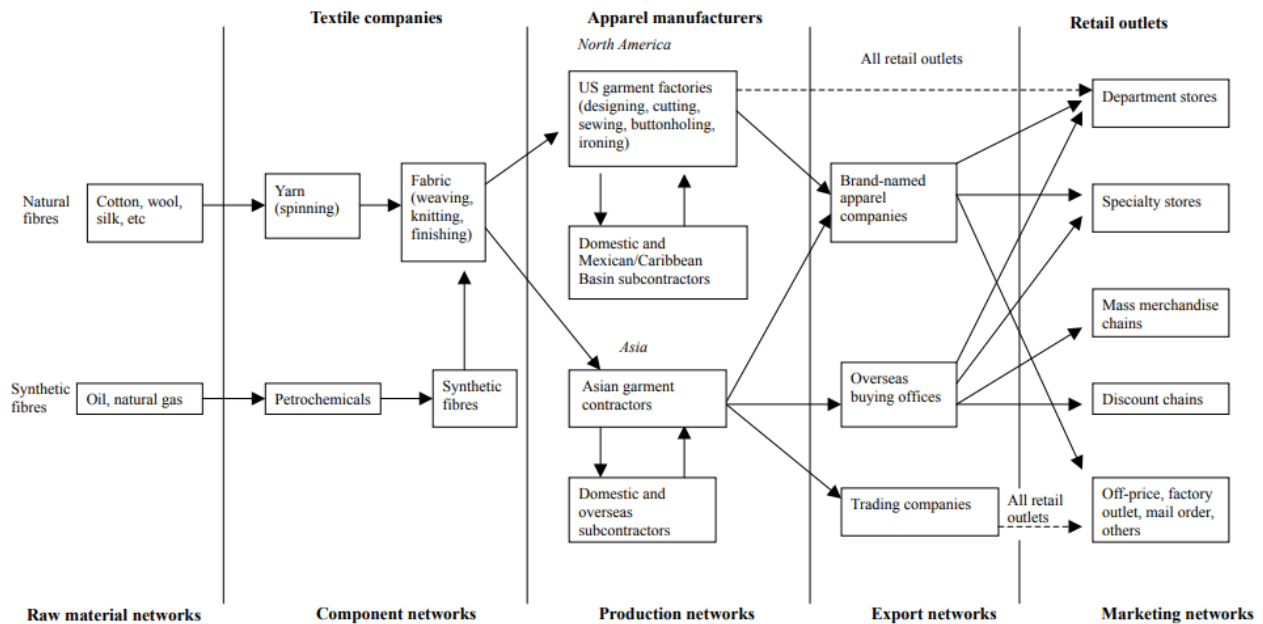 Textile companies
Apparel manufacturers
Retail outlets
North America
All retail outlets
US garment factories
(designing, cutting,
sewing, buttonholing,
ironing)
Department stores
Natural
fibres
Cotton, wool,
silk, etc
Yarn
(spinning)
Fabric
(weaving,
knitting,
finishing)
Brand-named
apparel
companies
Specialty stores
Domestic and
Mexican/Caribbean
Basin subcontractors
Mass merchandise
chains
Asia
Synthetic
fibres
Oil, natural gas
Petrochemicals
Synthetic
fibres
Asian garment
contractors
Overseas
buying offices
Discount chains
Domestic and
overseas
subcontractors
Trading companies
All retail
outlets
Off-price, factory
outlet, mail order,
others
Raw material networks
Component networks
Production networks
Export networks
Marketing networks